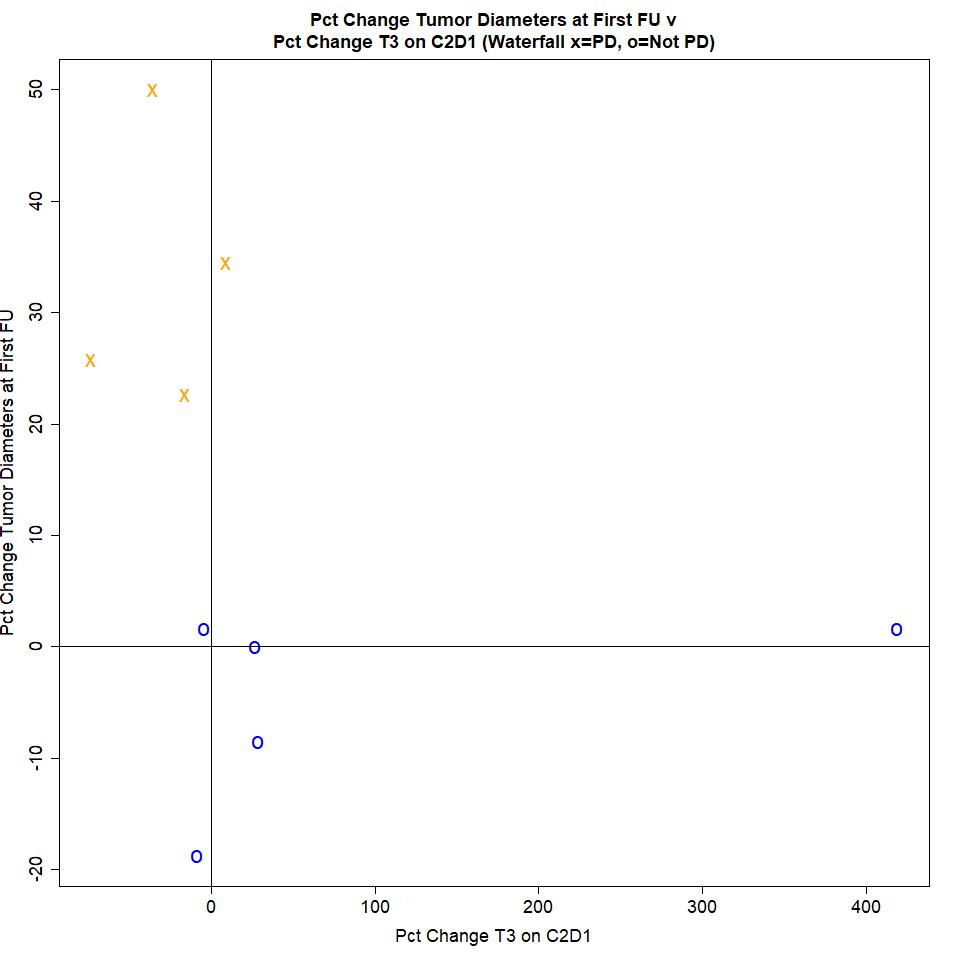 Pct Change Tumor Diameters at First FU v
Pct Change T3 on C2D1 (Waterfall x=PD, o=Not PD)
Pct Change Tumor Diameters at First FU
50
40
30
20
10
0
-10
-20
X
X
X
X
O
O
O
O
O
0
100
200
300
400
Pct Change T3 on C2D1